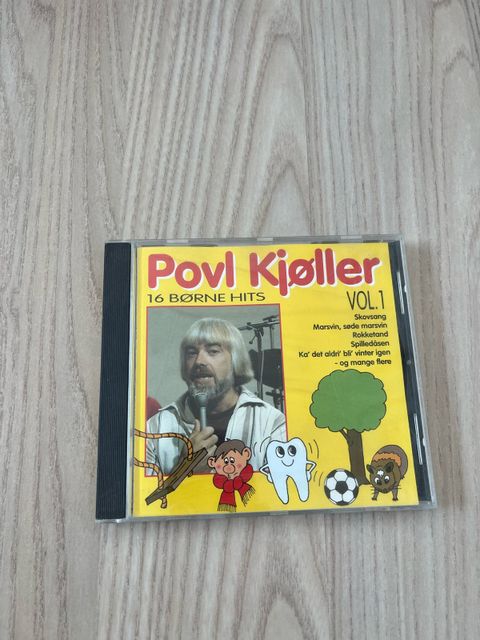 Povl Kjøller
16 BØRNE HITS
VOL.1
Skovsang
Marsvin, søde marsvin
Rokketand
Spilledåsen
Ka' det aldri' bli' vinter igen
- og mange flere